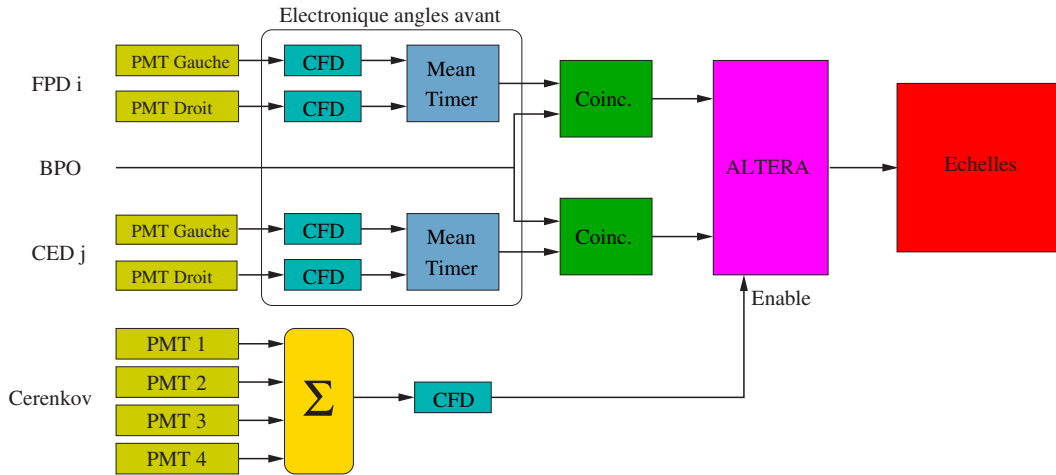 Electronique angles avant
FPD i
PMT Gauche
CFD
PMT Droit
CFD
Mean
Timer
Coinc.
BPO
ALTERA
Echelles
CED j
PMT Gauche
CFD
PMT Droit
CFD
Mean
Timer
Coinc.
Enable
Cerenkov
PMT 1
PMT 2
PMT 3
PMT 4
Σ
CFD